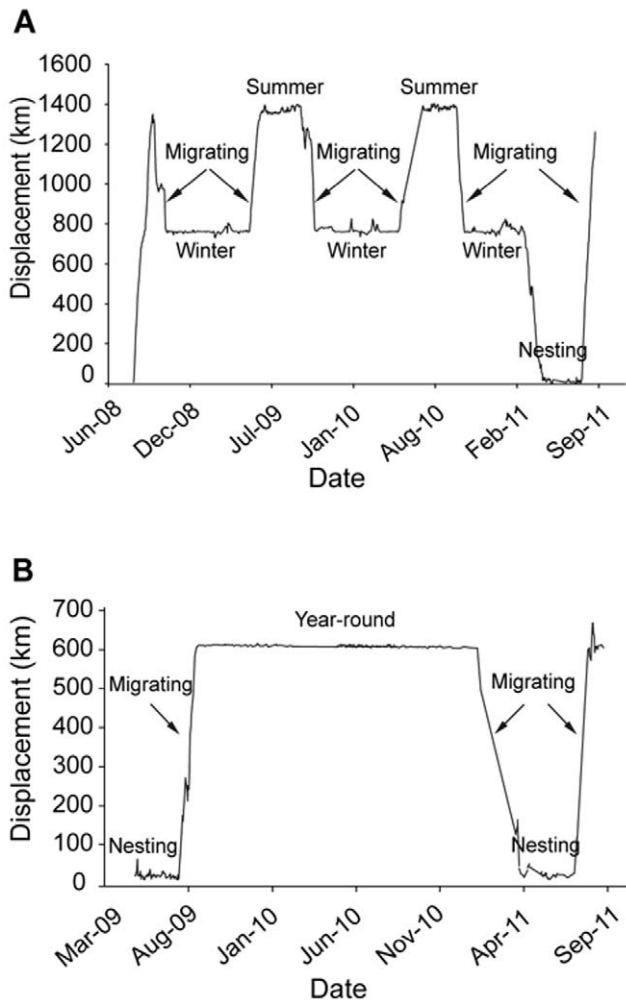 A
1600
1400
1200
1000
800
600
400
200
0
Displacement (km)
Summer
Summer
Migrating
Migrating
Migrating
Winter
Winter
Winter
Nesting
Jun-08
Dec-08
Jul-09
Jan-10
Aug-10
Feb-11
Sep-11
Date
B
700
600
500
400
300
200
100
0
Displacement (km)
Year-round
Migrating
Migrating
Nesting
Nesting
Mar-09
Aug-09
Jan-10
Jun-10
Nov-10
Apr-11
Sep-11
Date